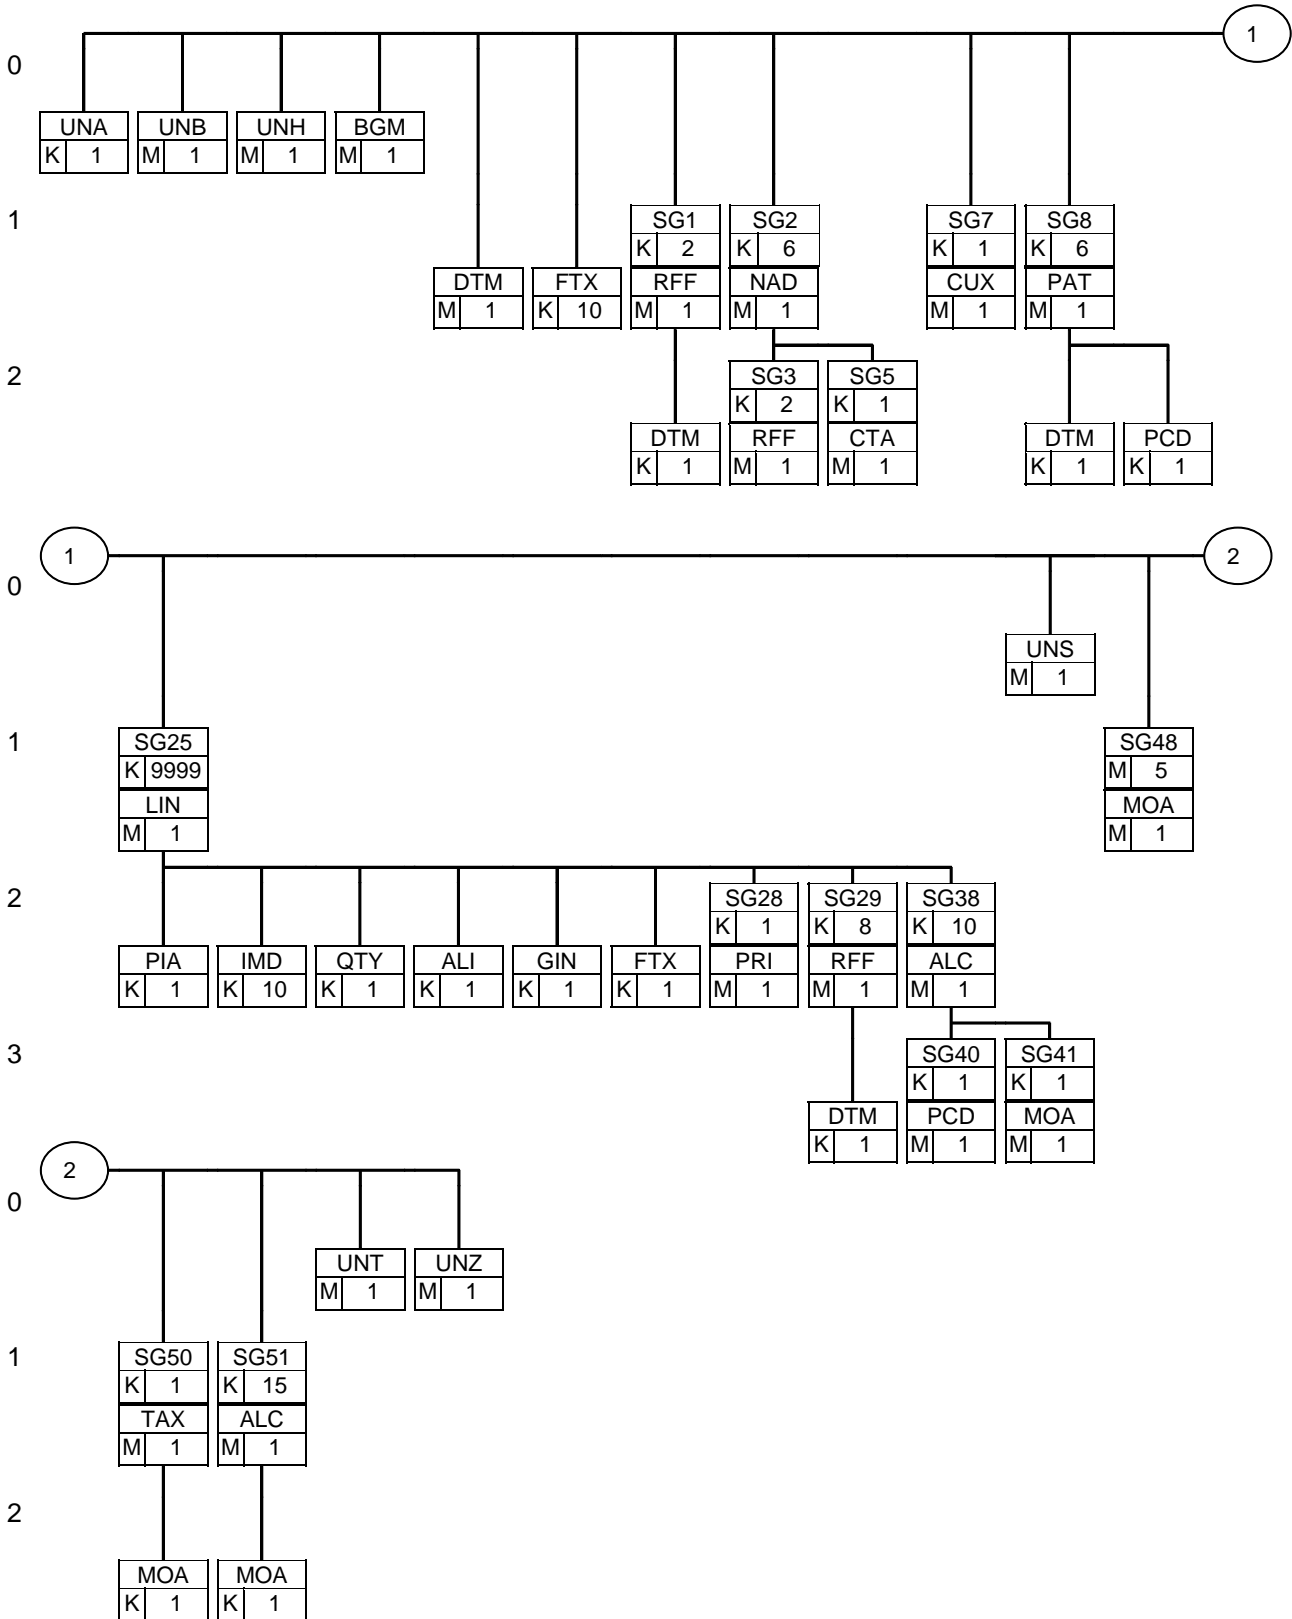 1
0
UNA UNB UNH BGM
K 1 M 1 M 1 M 1
1
SG1 SG2 SG7 SG8
K 2 K 6 K 1 K 6
DTM FTX RFF NAD CUX PAT
M 1 K 10 M 1 M 1 M 1 M 1
2
SG3 SG5
K 2 K 1
DTM RFF CTA DTM PCD
K 1 M 1 M 1 K 1 K 1
1 2
0
UNS
M 1
1
SG25 SG48
K 9999 M 5
LIN MOA
M 1 M 1
2
SG28 SG29 SG38
K 1 K 8 K 10
PIA IMD QTY ALI GIN FTX PRI RFF ALC
K 1 K 10 K 1 K 1 K 1 K 1 M 1 M 1 M 1
3
SG40 SG41
K 1 K 1
DTM PCD MOA
K 1 M 1 M 1
2
0
UNT UNZ
M 1 M 1
1
SG50 SG51
K 1 K 15
TAX ALC
M 1 M 1
2
MOA MOA
K 1 K 1